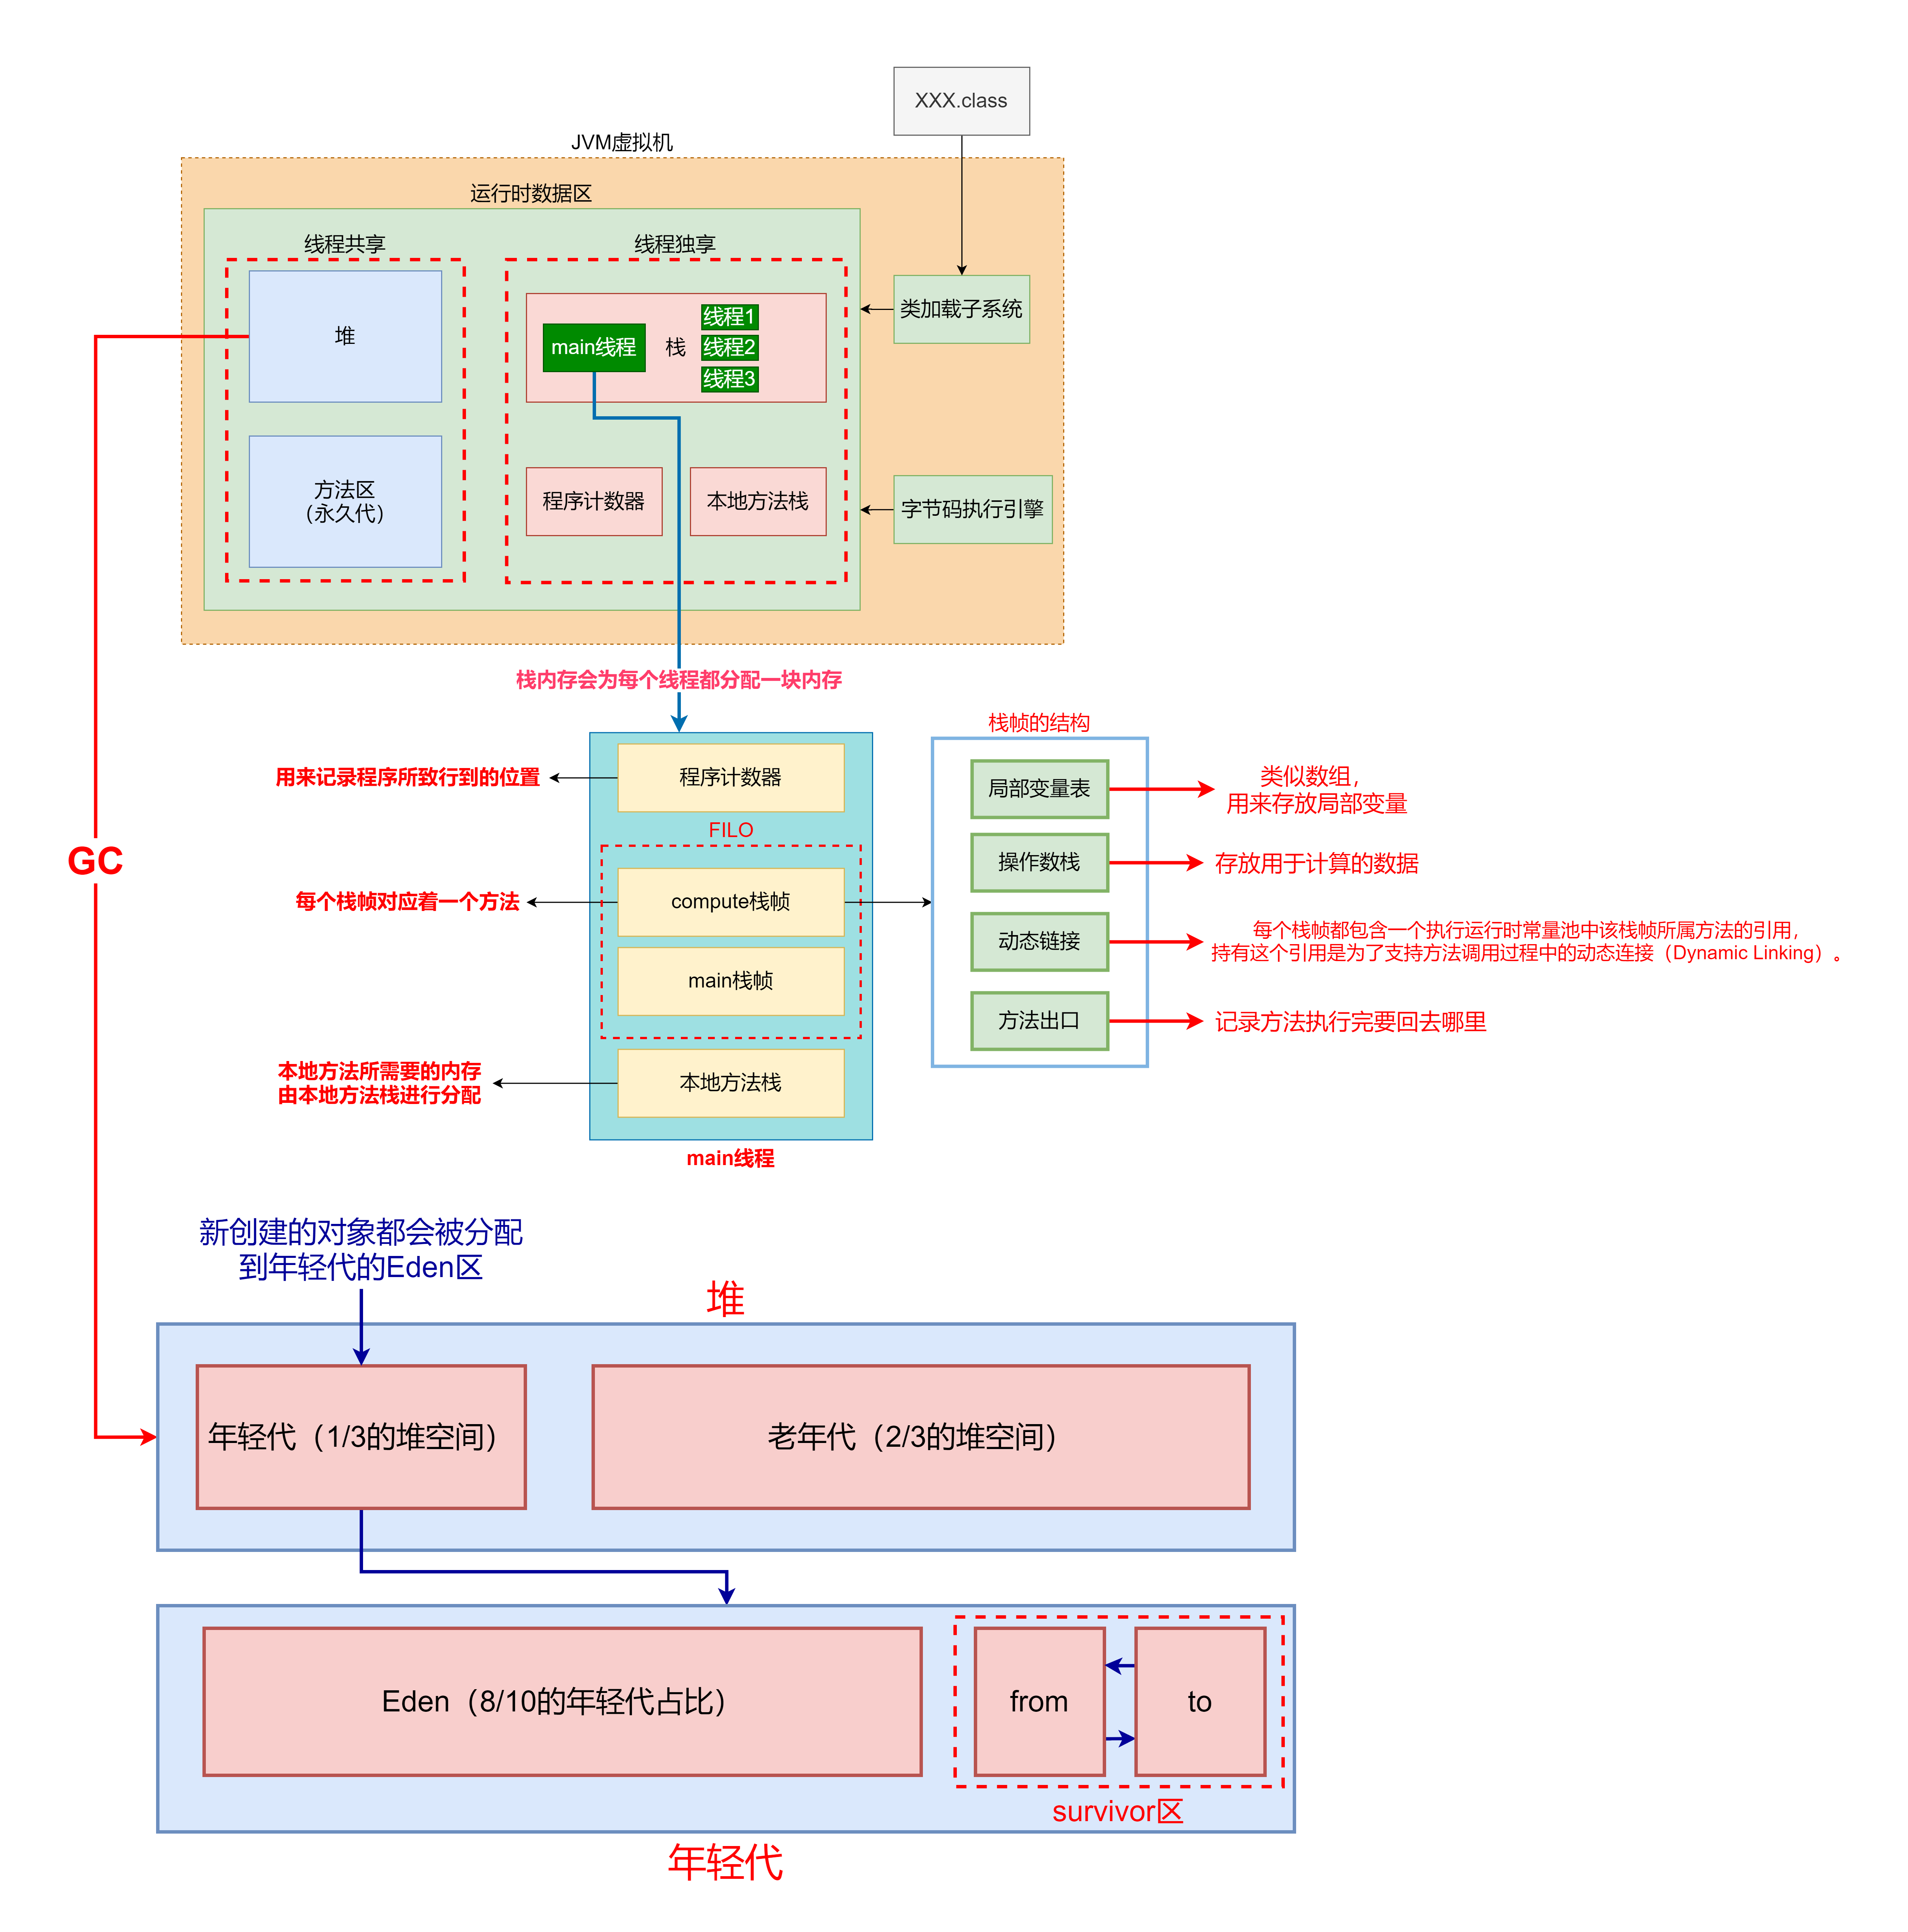 XXX.class
JVM虚拟机
运行时数据区
线程共享
线程独享
堆
main线程
栈
线程1
线程2
线程3
类加载子系统
方法区
（永久代）
程序计数器
本地方法栈
字节码执行引擎
栈内存会为每个线程都分配一块内存
用来记录程序所致行到的位置
程序计数器
FILO
每个栈帧对应着一个方法
compute栈帧
main栈帧
本地方法所需要的内存
由本地方法栈进行分配
本地方法栈
main线程
栈帧的结构
局部变量表
类似数组，
用来存放局部变量
操作数栈
存放用于计算的数据
动态链接
每个栈帧都包含一个执行运行时常量池中该栈帧所属方法的引用，
持有这个引用是为了支持方法调用过程中的动态连接（Dynamic Linking）。
方法出口
记录方法执行完要回去哪里
GC
新创建的对象都会被分配
到年轻代的Eden区
堆
年轻代（1/3的堆空间）
老年代（2/3的堆空间）
Eden（8/10的年轻代占比）
from
to
survivor区
年轻代